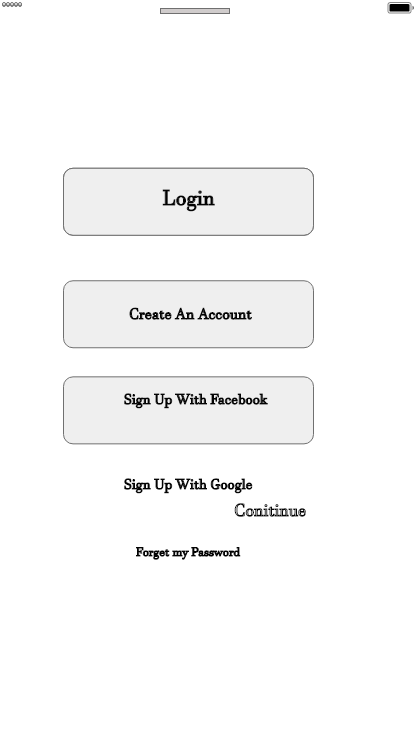 Login
Create An Account
Sign Up With Facebook
Sign Up With Google
Conitinue
Forget my Password